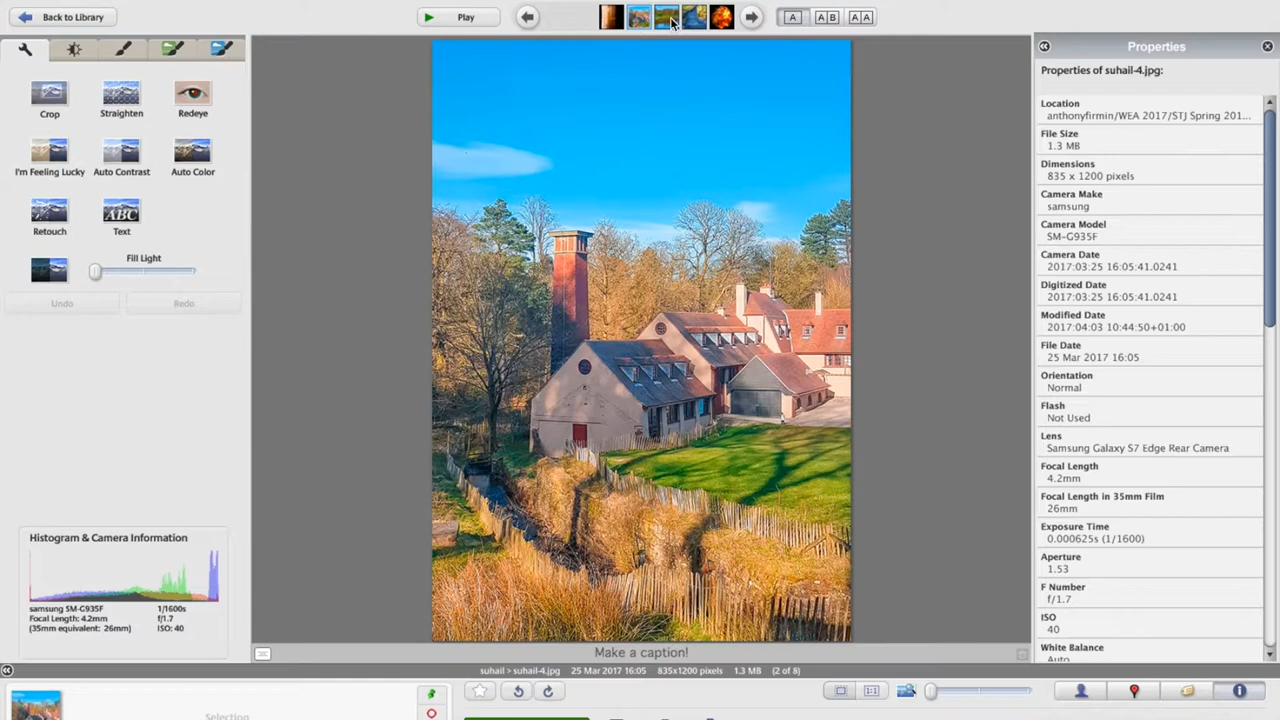 Back to Library
Play
A
AB
AA
Crop
Straighten
Redeye
I'm Feeling Lucky
Auto Contrast
Auto Color
ABC
Retouch
Text
Fill Light
Undo
Redo
Histogram & Camera Information
samsung SM-G935F 1/1600s
Focal Length: 4.2mm f/1.7
(35mm equivalent: 26mm) ISO: 40
Make a caption!
suhail > suhail-4.jpg 25 Mar 2017 16:05 835x1200 pixels 1.3 MB (2 of 8)
Selection
1:1
Properties
Properties of suhail-4.jpg:
Location
anthonyfirmin/WEA 2017/STJ Spring 201...
File Size
1.3 MB
Dimensions
835 x 1200 pixels
Camera Make
samsung
Camera Model
SM-G935F
Camera Date
2017:03:25 16:05:41.0241
Digitized Date
2017:03:25 16:05:41.0241
Modified Date
2017:04:03 10:44:50+01:00
File Date
25 Mar 2017 16:05
Orientation
Normal
Flash
Not Used
Lens
Samsung Galaxy S7 Edge Rear Camera
Focal Length
4.2mm
Focal Length in 35mm Film
26mm
Exposure Time
0.000625s (1/1600)
Aperture
1.53
F Number
f/1.7
ISO
40
White Balance
Auto